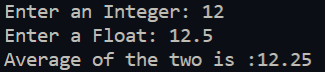 Enter an Integer: 12
Enter a Float: 12.5
Average of the two is :12.25